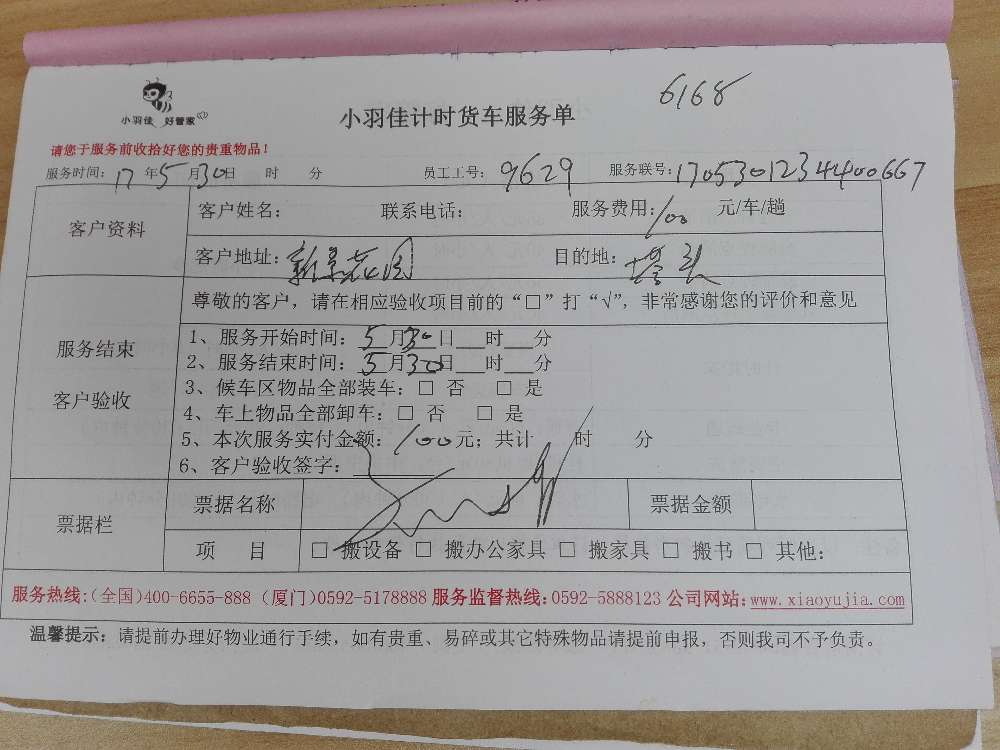 6168
小羽佳 好管家
小羽佳计时货车服务单
请您于服务前收拾好您的贵重物品！
服务时间：17年5月30日 时 分 员工工号：9629 服务联号：1705301234400667
客户资料
客户姓名： 联系电话： 服务费用：100 元/车/趟
客户地址：新景花园 目的地：塔头
服务结束
客户验收
尊敬的客户，请在相应验收项目前的“□”打“√”，非常感谢您的评价和意见
1、服务开始时间：5月30日___时___分
2、服务结束时间：5月30日___时___分
3、候车区物品全部装车：□ 否 □ 是
4、车上物品全部卸车：□ 否 □ 是
5、本次服务实付金额：100元；共计 时 分
6、客户验收签字：
票据栏
票据名称 票据金额
项 目 □ 搬设备 □ 搬办公家具 □ 搬家具 □ 搬书 □ 其他：
服务热线：(全国)400-6655-888 (厦门)0592-5178888 服务监督热线：0592-5888123 公司网站：www.xiaoyujia.com
温馨提示：请提前办理好物业通行手续，如有贵重、易碎或其它特殊物品请提前申报，否则我司不予负责。